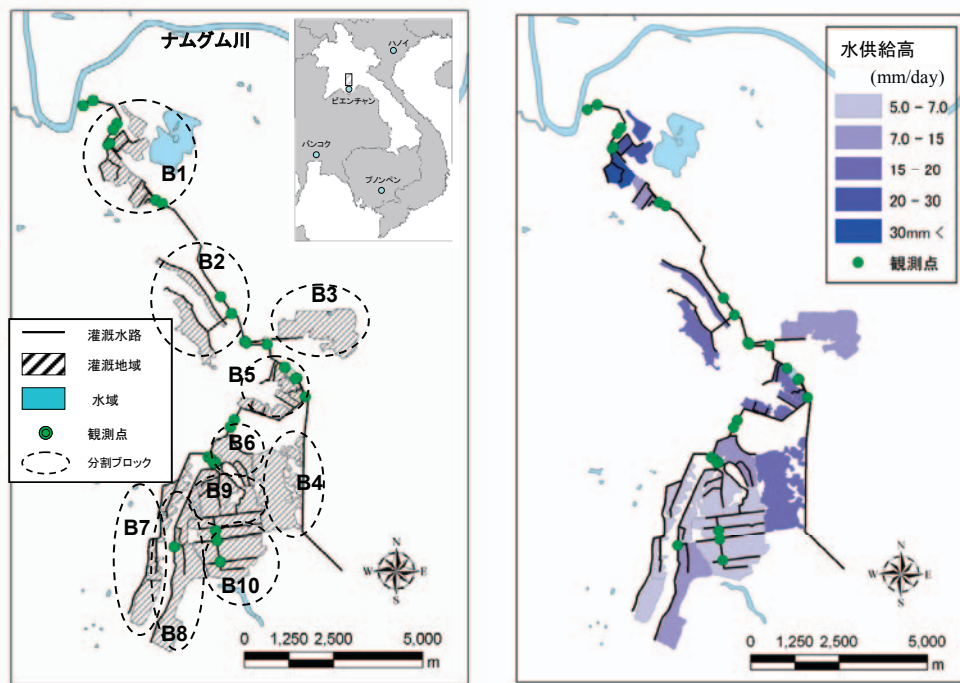 ナムグム川
ハノイ
ビエンチャン
バンコク
プノンペン
B1
B2
B3
B5
B6
B4
B9
B7
B10
B8
灌漑水路
灌漑地域
水域
観測点
分割ブロック
N
W E
S
0 1,250 2,500 5,000
m
水供給高
(mm/day)
5.0 - 7.0
7.0 - 15
15 - 20
20 - 30
30mm <
観測点
N
W E
S
0 1,250 2,500 5,000
m